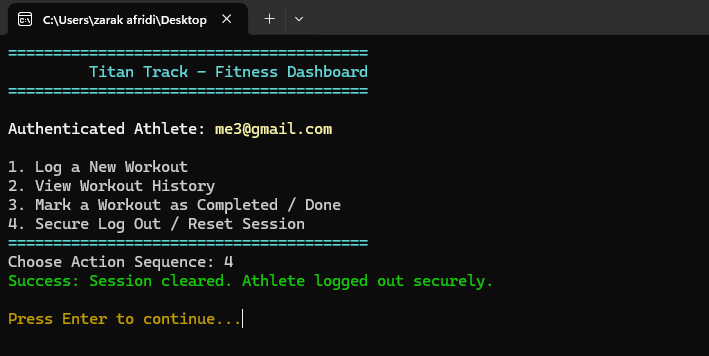 C:\Users\zarak afridi\Desktop
========================================
Titan Track - Fitness Dashboard
========================================
Authenticated Athlete: me3@gmail.com
1. Log a New Workout
2. View Workout History
3. Mark a Workout as Completed / Done
4. Secure Log Out / Reset Session
========================================
Choose Action Sequence: 4
Success: Session cleared. Athlete logged out securely.
Press Enter to continue...